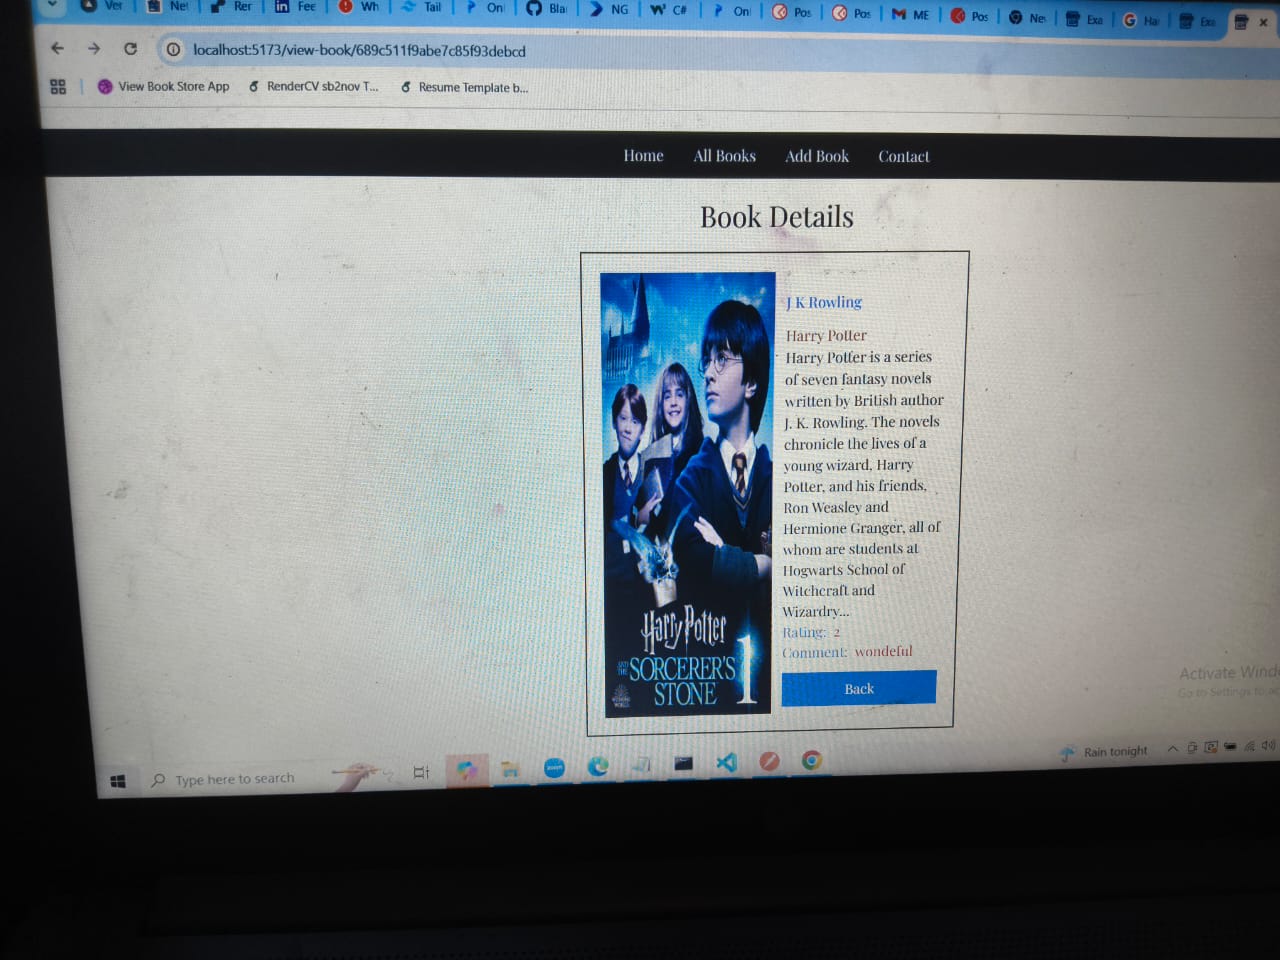 Ver
Ne
Rer
Fee
Wh
Tail
On
Bla
NG
C#
On
Pos
Pos
ME
Pos
Ne
Exa
Ha
Exa
localhost:5173/view-book/689c511f9abe7c85f93debcd
View Book Store App
RenderCV sb2nov T...
Resume Template b...
Home
All Books
Add Book
Contact
Book Details
J K Rowling
Harry Potter
Harry Potter is a series
of seven fantasy novels
written by British author
J. K. Rowling. The novels
chronicle the lives of a
young wizard, Harry
Potter, and his friends,
Ron Weasley and
Hermione Granger, all of
whom are students at
Hogwarts School of
Witchcraft and
Wizardry...
Rating: 2
Comment: wondeful
Back
Harry Potter
AND THE
SORCERER'S
STONE
1
Activate Wind
Go to Settings to a
Type here to search
zoom
Rain tonight